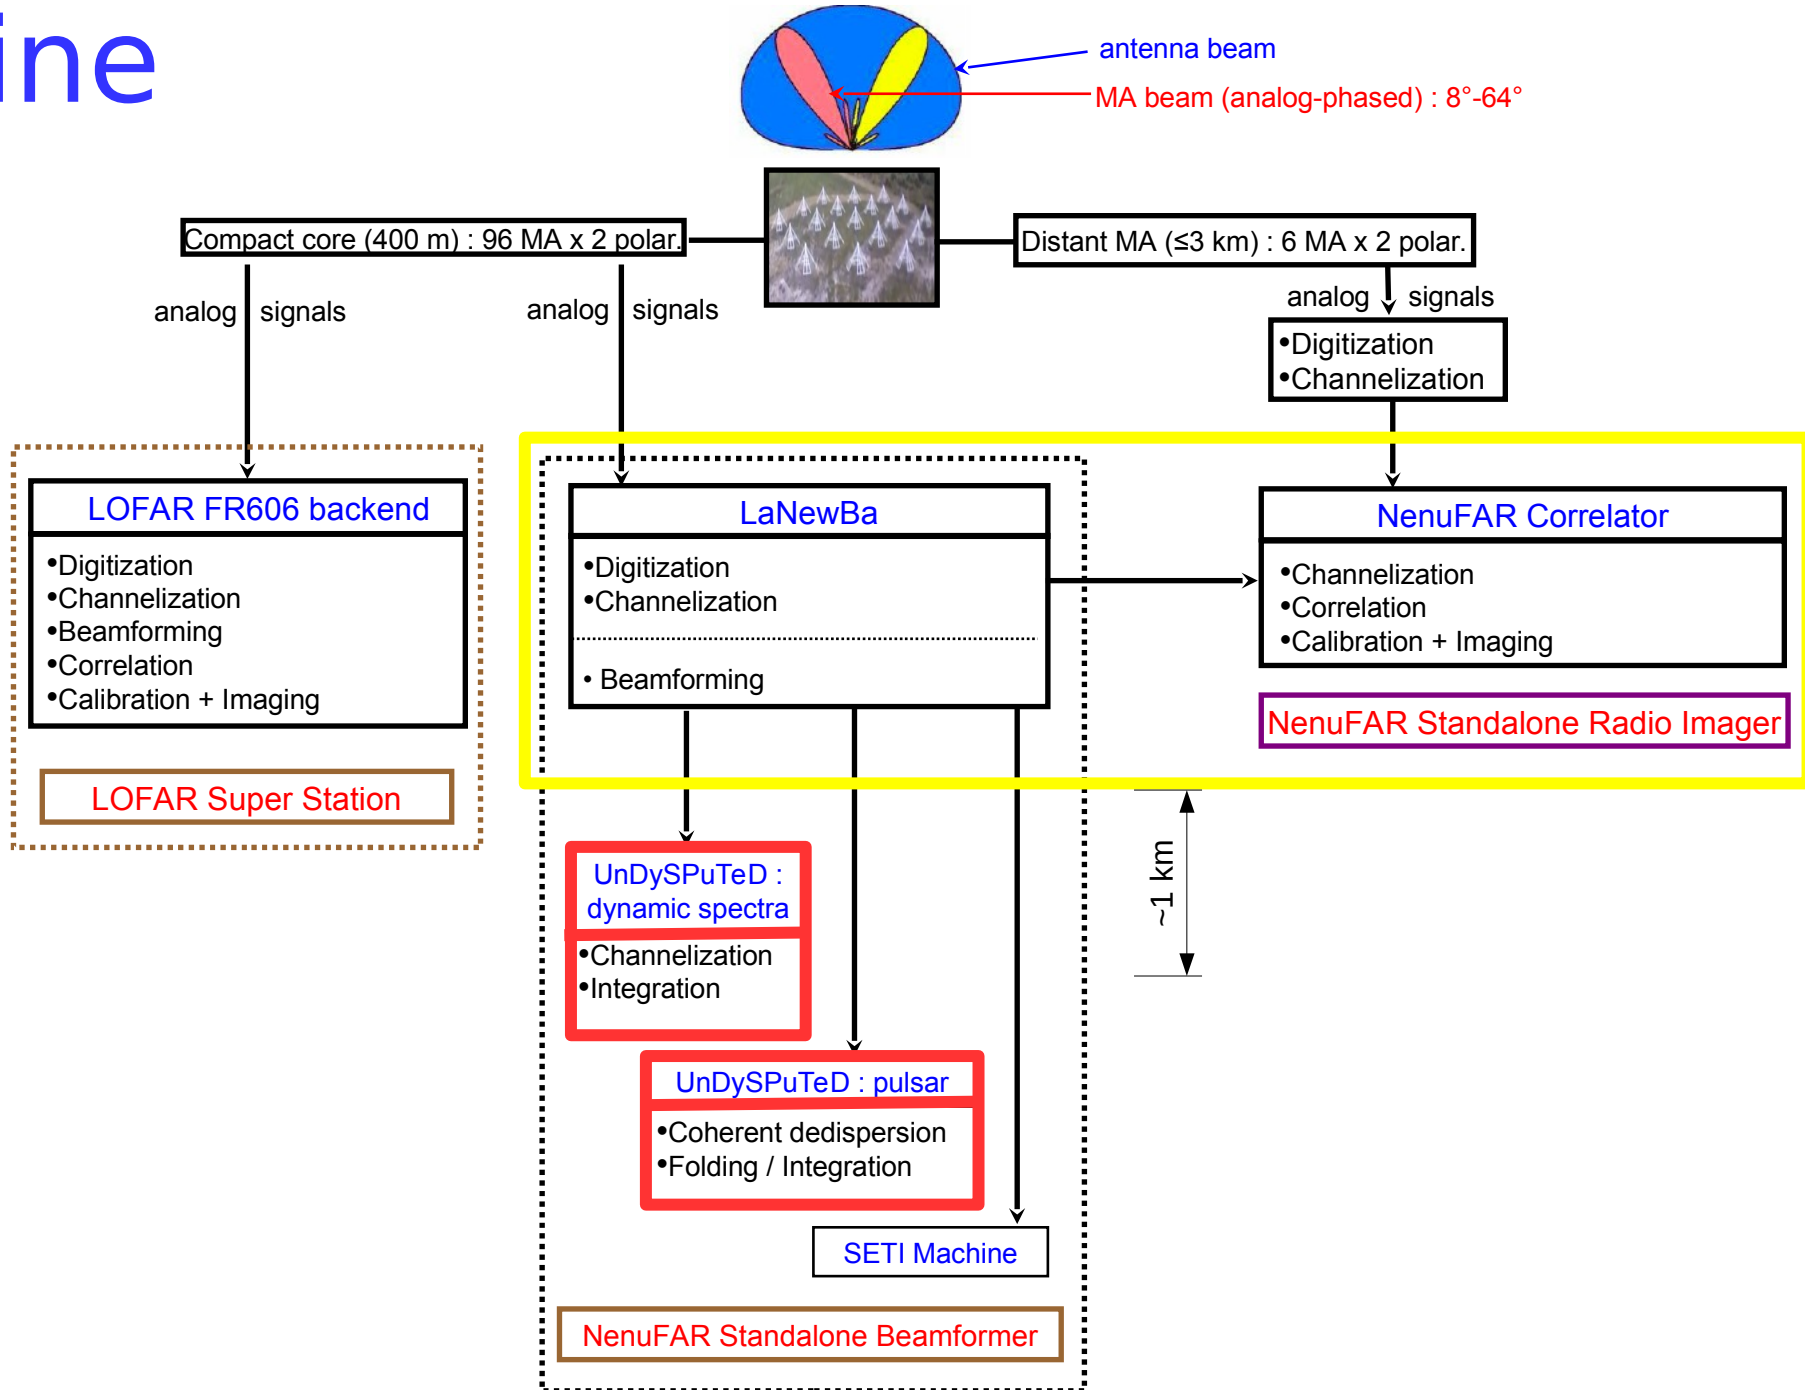 ine
antenna beam
MA beam (analog-phased) : 8°-64°
Compact core (400 m) : 96 MA x 2 polar.
Distant MA (≤3 km) : 6 MA x 2 polar.
analog signals
analog signals
analog signals
•Digitization
•Channelization
LOFAR FR606 backend
•Digitization
•Channelization
•Beamforming
•Correlation
•Calibration + Imaging
LOFAR Super Station
LaNewBa
•Digitization
•Channelization
• Beamforming
NenuFAR Correlator
•Channelization
•Correlation
•Calibration + Imaging
NenuFAR Standalone Radio Imager
~1 km
UnDySPuTeD :
dynamic spectra
•Channelization
•Integration
UnDySPuTeD : pulsar
•Coherent dedispersion
•Folding / Integration
SETI Machine
NenuFAR Standalone Beamformer